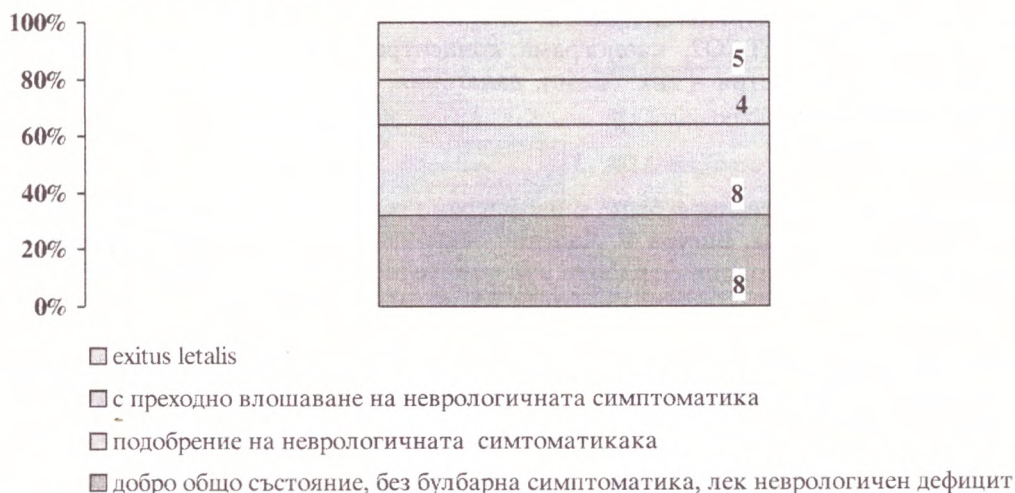 100%
5
80%
4
60%
40%
8
20%
8
0%
exitus letalis
с преходно влошаване на неврологичната симптоматика
подобрение на неврологичната симтоматикака
добро общо състояние, без булбарна симптоматика, лек неврологичен дефицит